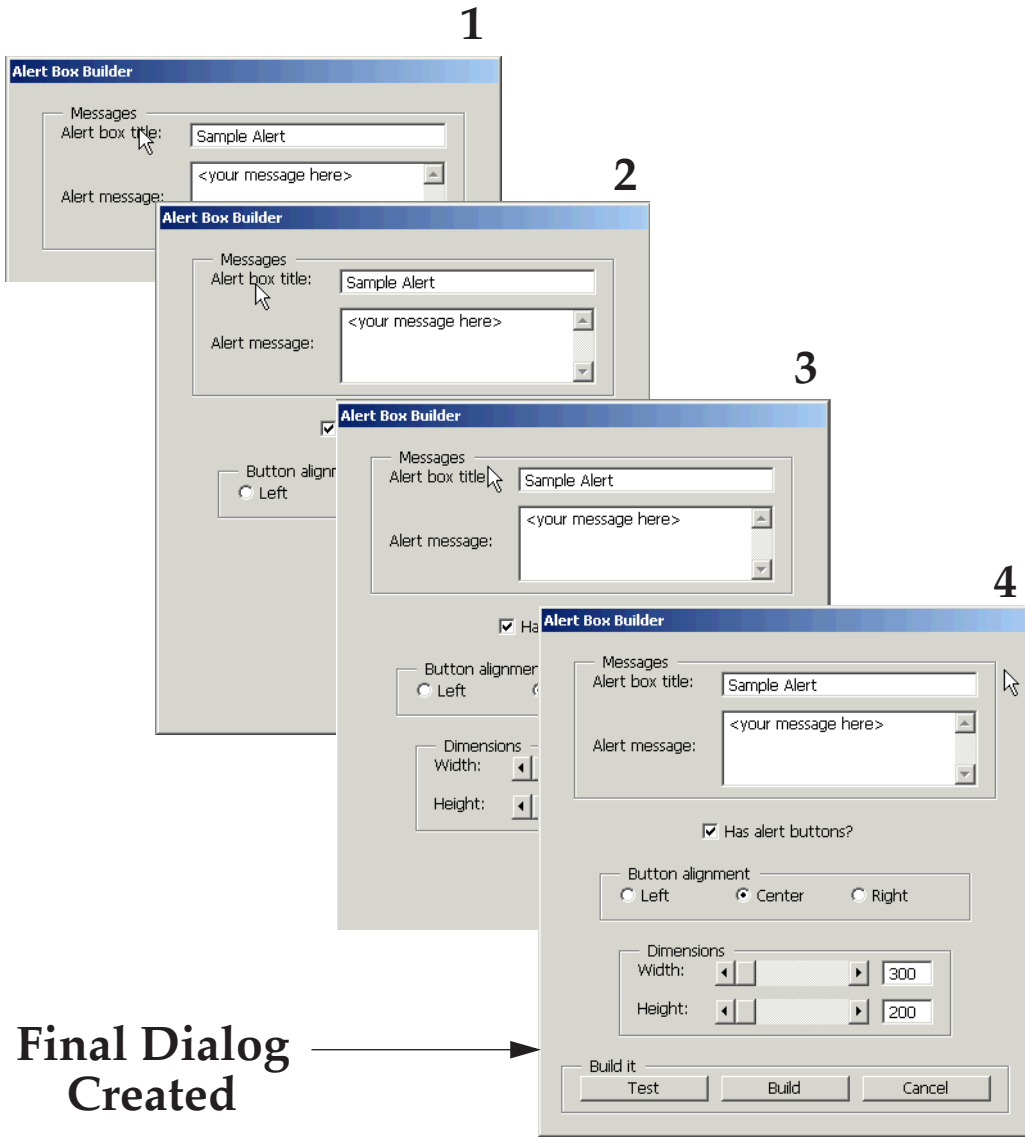 1
Alert Box Builder
Messages
Alert box title:
Sample Alert
<your message here>
Alert message:
2
Alert Box Builder
Messages
Alert box title:
Sample Alert
<your message here>
Alert message:
Button alignr
Left
3
Alert Box Builder
Messages
Alert box title
Sample Alert
<your message here>
Alert message:
Ha
Button alignmer
Left
Dimensions
Width:
Height:
4
Alert Box Builder
Messages
Alert box title:
Sample Alert
<your message here>
Alert message:
Has alert buttons?
Button alignment
Left Center Right
Dimensions
Width: 300
Height: 200
Build it
Test Build Cancel
Final Dialog
Created